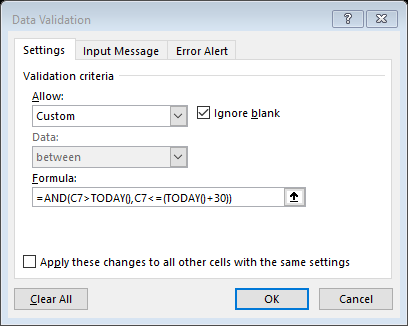 Data Validation
Settings Input Message Error Alert
Validation criteria
Allow:
Custom Ignore blank
Data:
between
Formula:
=AND(C7>TODAY(),C7<=(TODAY()+30))
Apply these changes to all other cells with the same settings
Clear All OK Cancel